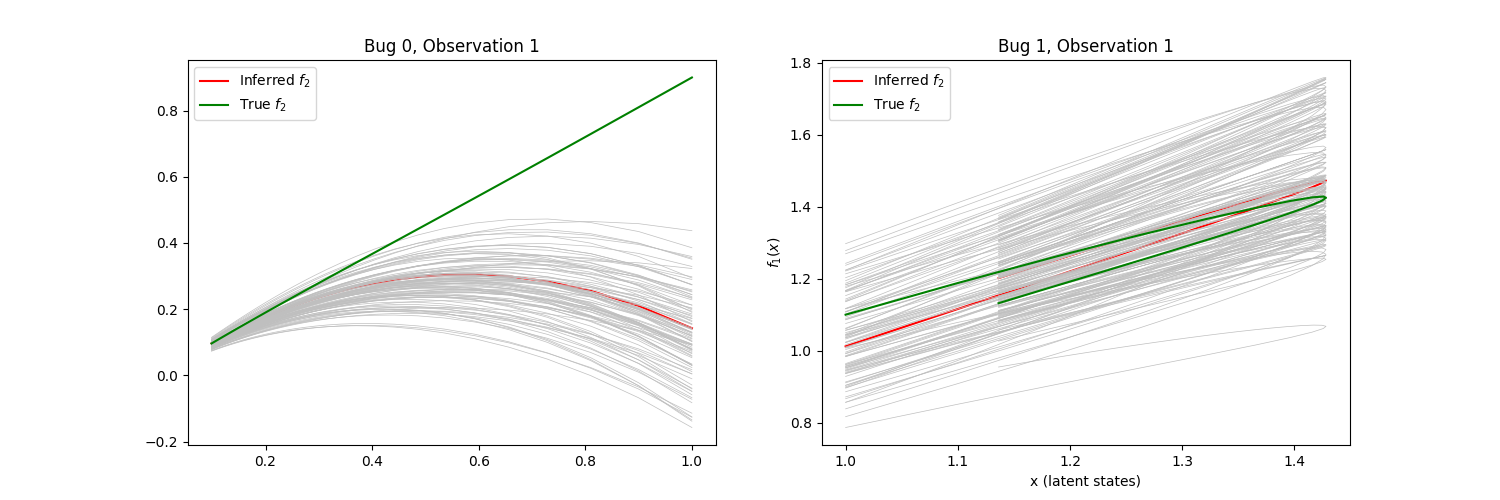 Bug 0, Observation 1
Inferred f₂
True f₂
0.8
0.6
0.4
0.2
0.0
−0.2
0.2 0.4 0.6 0.8 1.0
Bug 1, Observation 1
Inferred f₂
True f₂
f₁(x)
1.8
1.6
1.4
1.2
1.0
0.8
1.0 1.1 1.2 1.3 1.4
x (latent states)